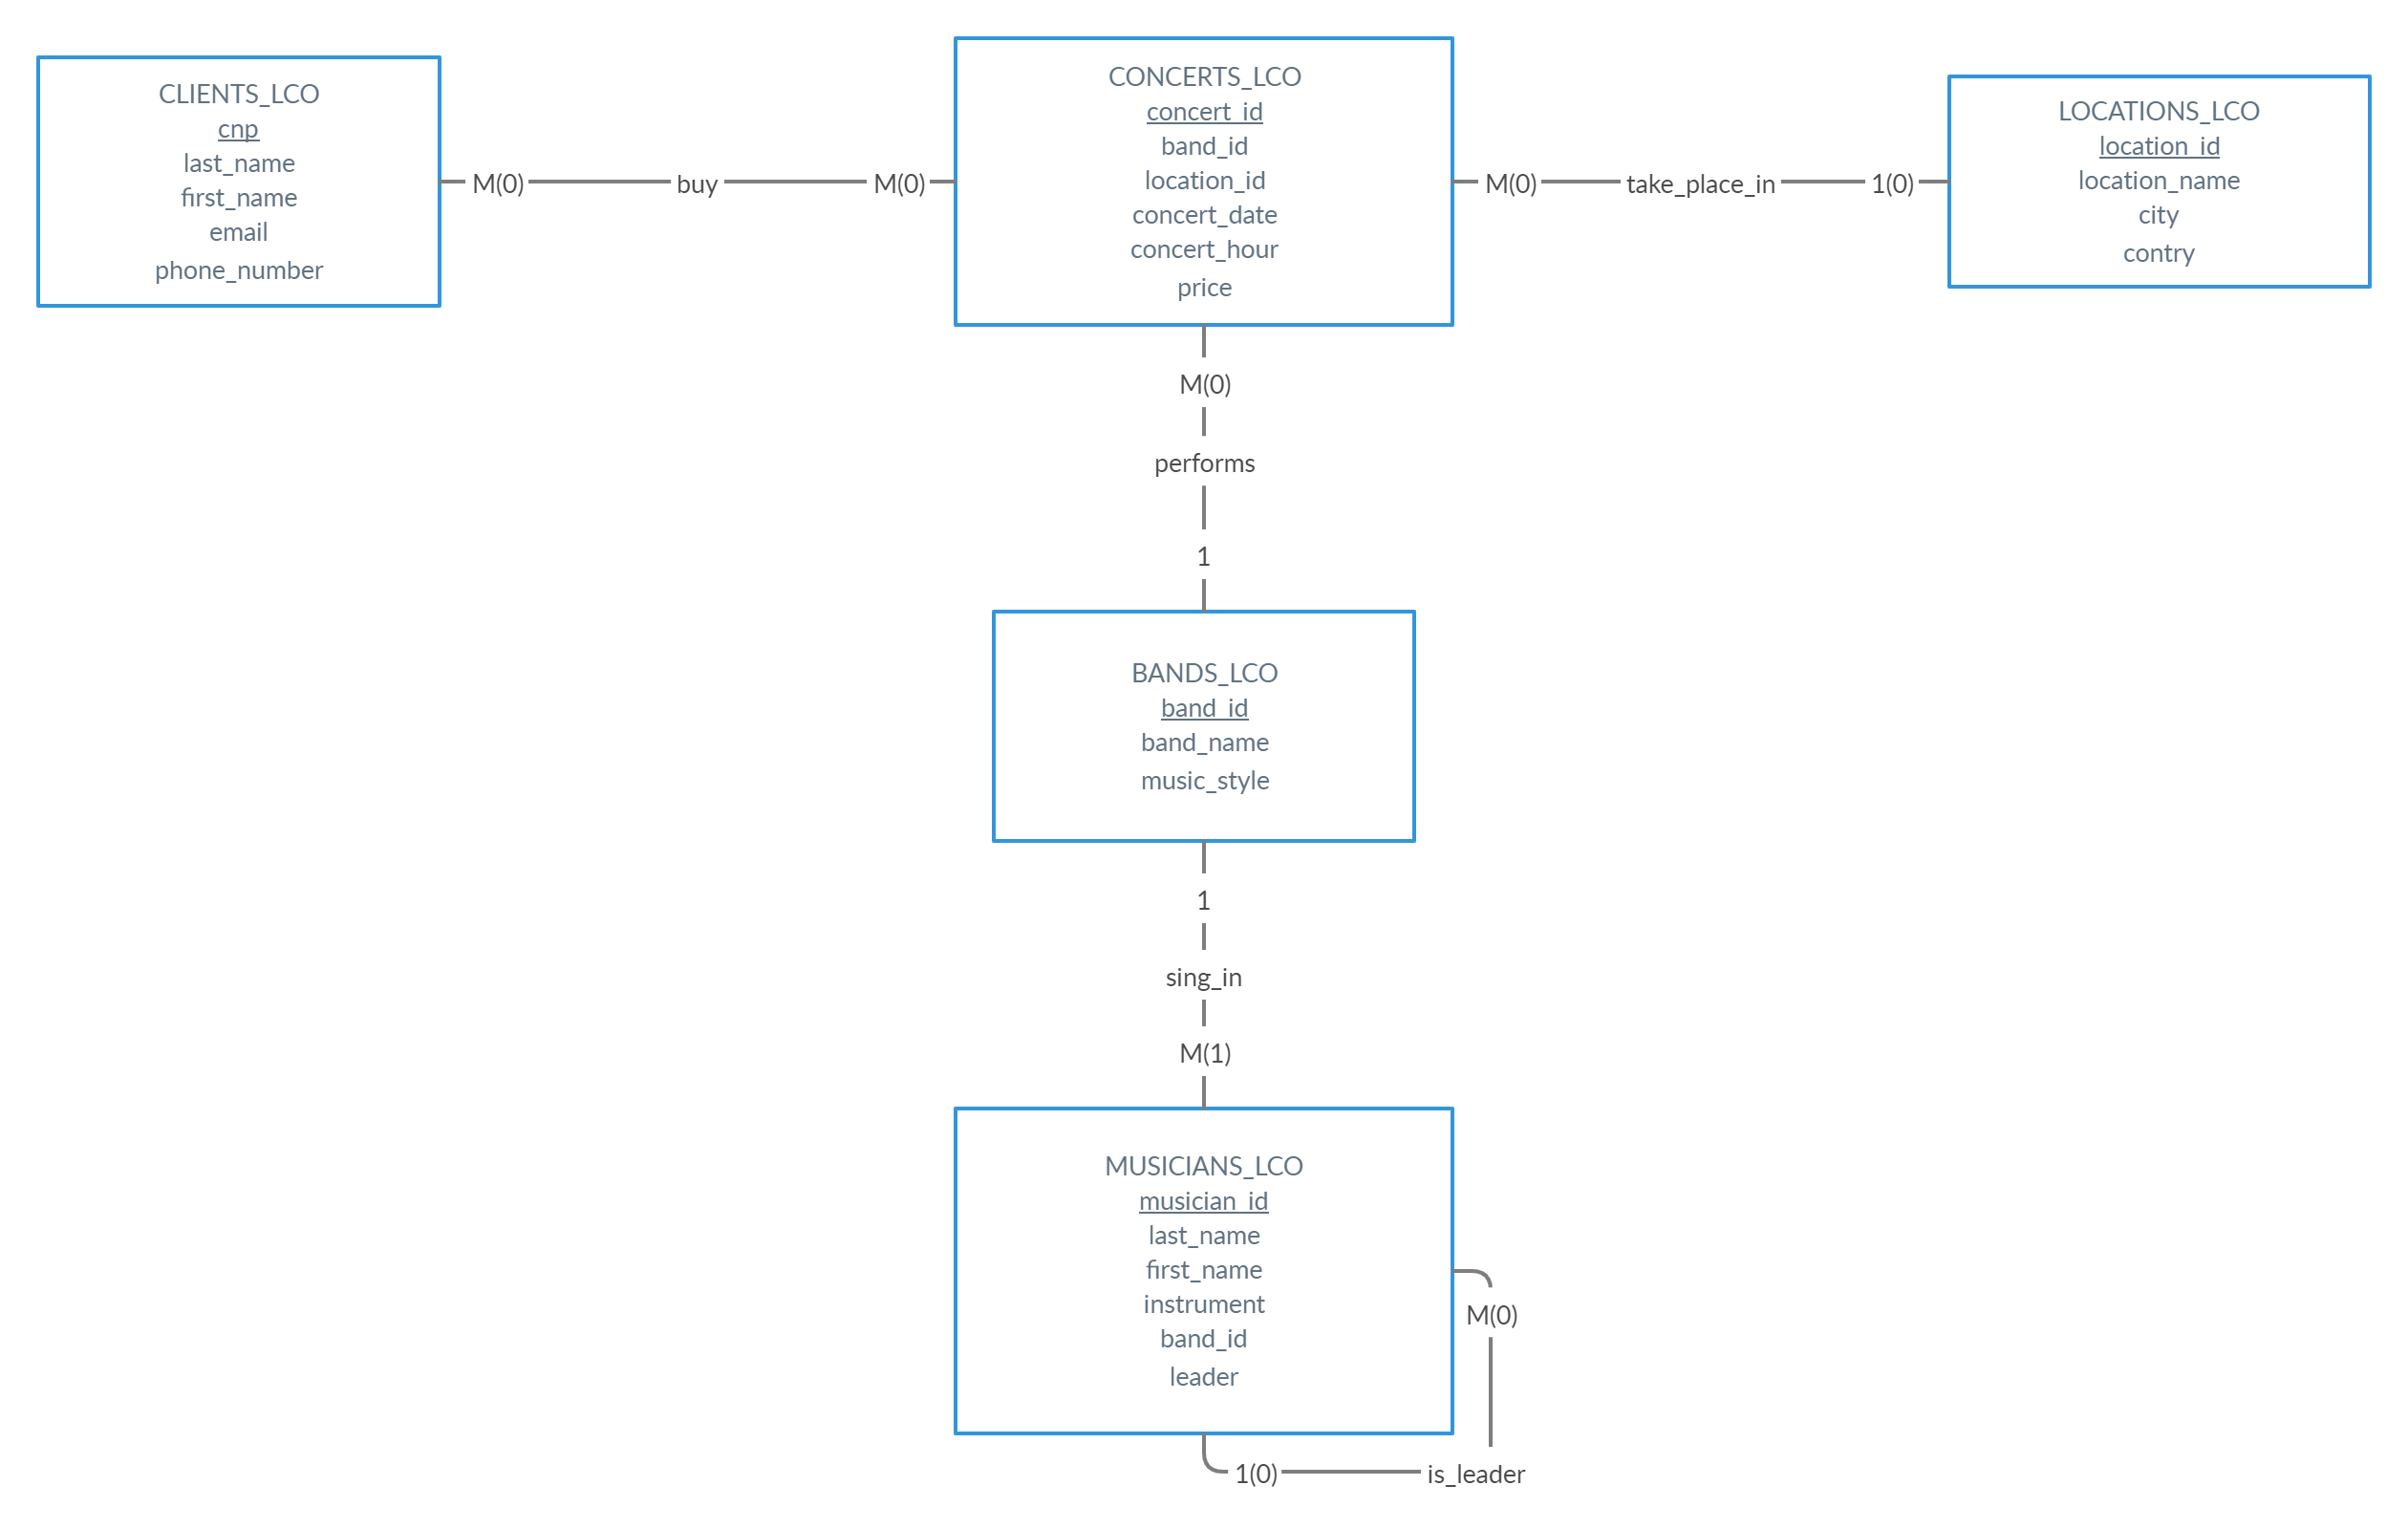 CLIENTS_LCO
cnp
last_name
first_name
email
phone_number
M(0)
buy
M(0)
CONCERTS_LCO
concert_id
band_id
location_id
concert_date
concert_hour
price
M(0)
take_place_in
1(0)
LOCATIONS_LCO
location_id
location_name
city
contry
M(0)
performs
1
BANDS_LCO
band_id
band_name
music_style
1
sing_in
M(1)
MUSICIANS_LCO
musician_id
last_name
first_name
instrument
band_id
leader
M(0)
1(0)
is_leader